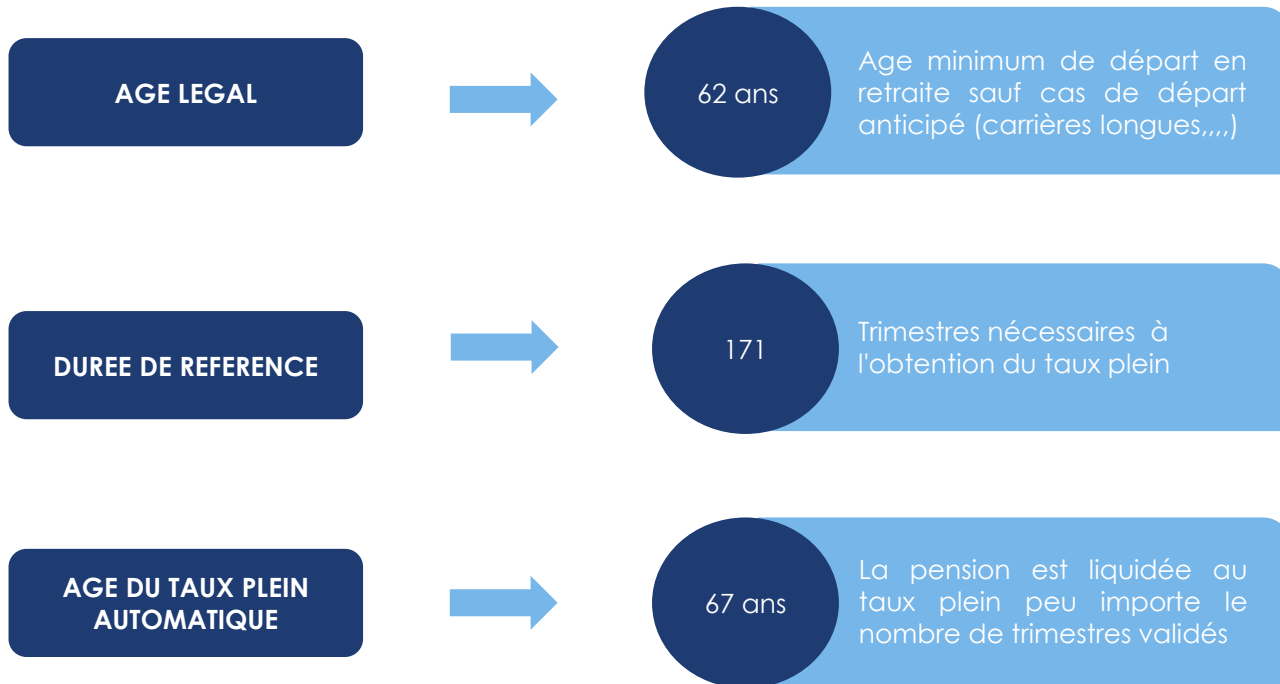 AGE LEGAL
62 ans
Age minimum de départ en
retraite sauf cas de départ
anticipé (carrières longues,,,,)
DUREE DE REFERENCE
171
Trimestres nécessaires à
l'obtention du taux plein
AGE DU TAUX PLEIN
AUTOMATIQUE
67 ans
La pension est liquidée au
taux plein peu importe le
nombre de trimestres validés